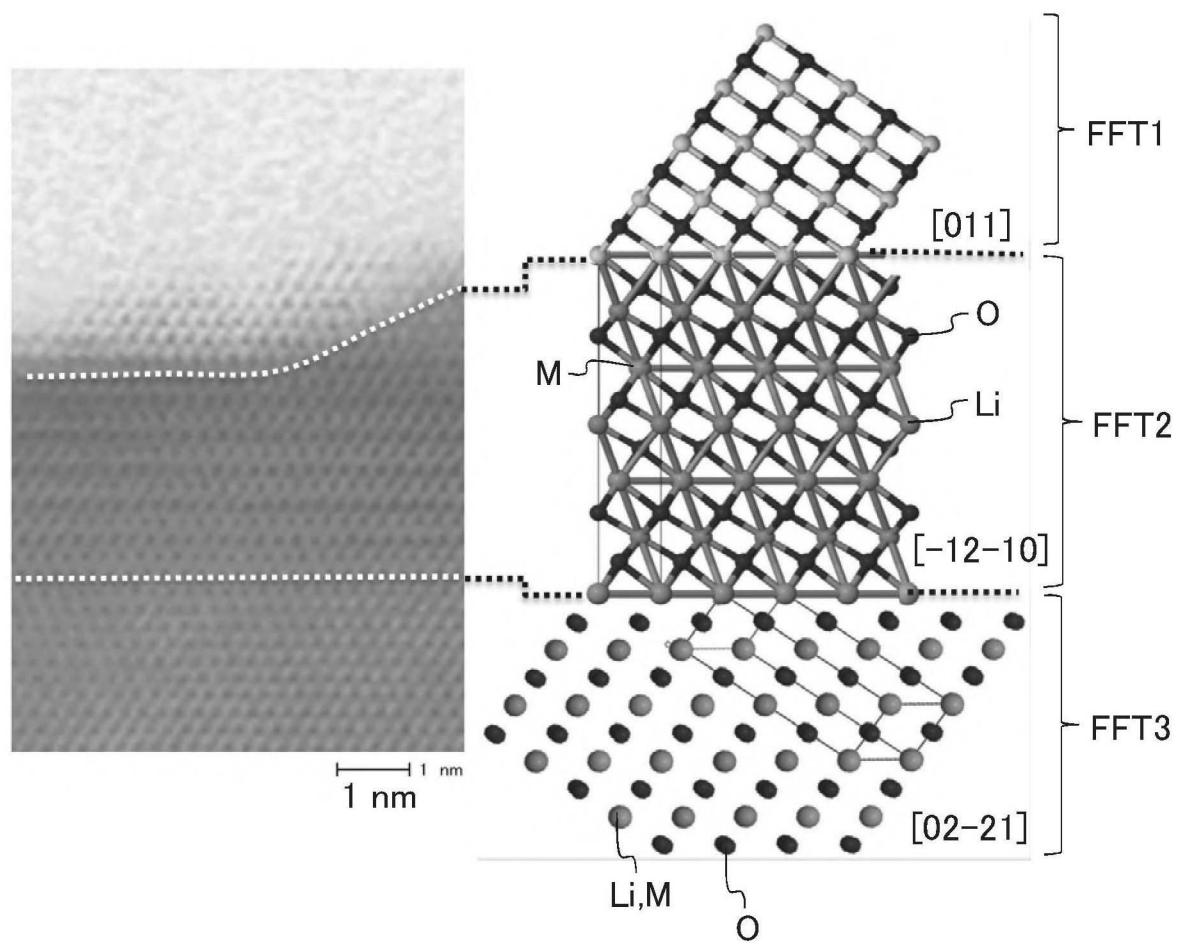 FFT1
[011]
O
M
Li
FFT2
[-12-10]
FFT3
1 nm
1 nm
[02-21]
Li,M
O